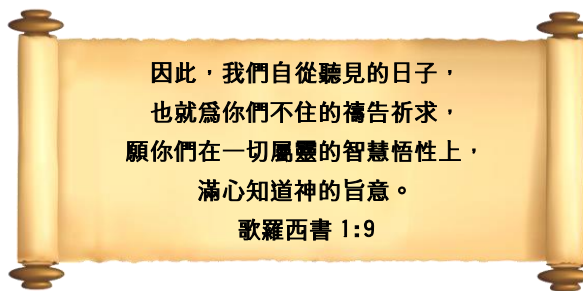 因此，我們自從聽見的日子，
也就爲你們不住的禱告祈求，
願你們在一切屬靈的智慧悟性上，
滿心知道神的旨意。
歌羅西書 1:9